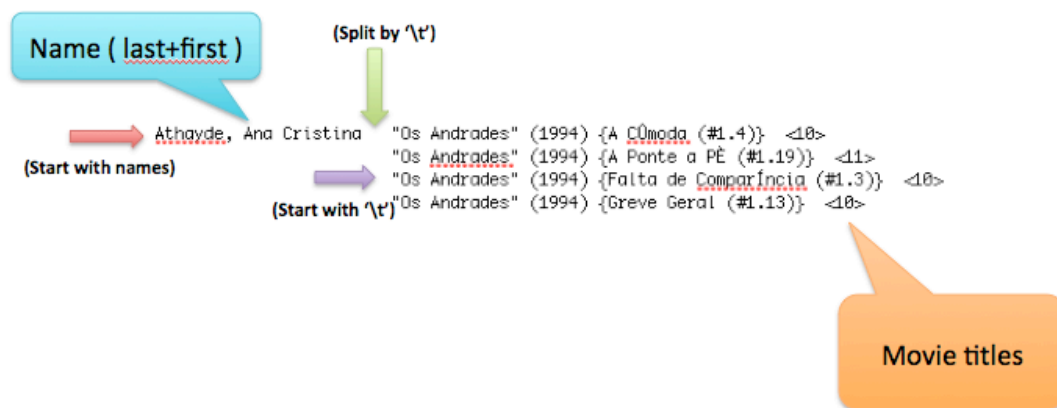 Name ( last+first )
(Split by '\t')
Athayde, Ana Cristina "Os Andrades" (1994) {A CÙmoda (#1.4)} <10>
(Start with names)
"Os Andrades" (1994) {A Ponte a PÈ (#1.19)} <11>
"Os Andrades" (1994) {Falta de ComparÍncia (#1.3)} <10>
(Start with '\t')
"Os Andrades" (1994) {Greve Geral (#1.13)} <10>
Movie titles